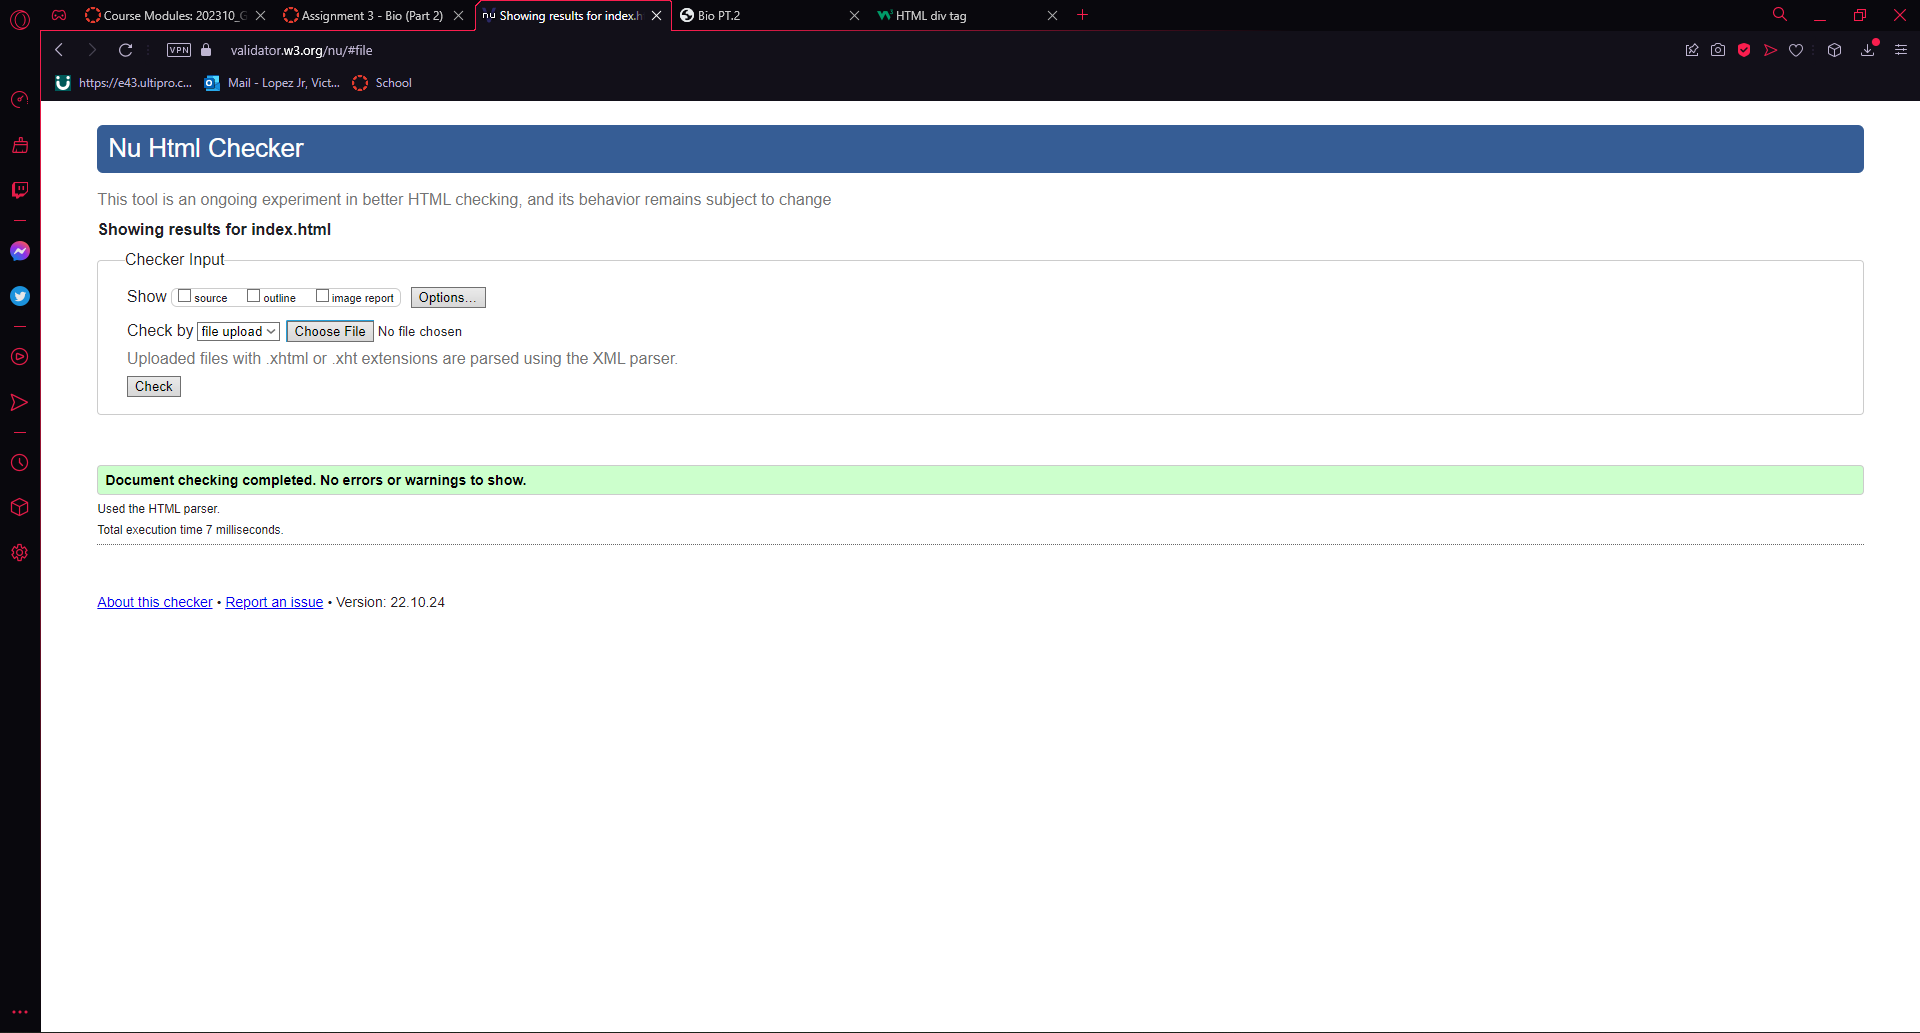 Course Modules: 202310_G
Assignment 3 - Bio (Part 2)
nu Showing results for index.h
Bio PT.2
HTML div tag
VPN
validator.w3.org/nu/#file
https://e43.ultipro.c...
Mail - Lopez Jr, Vict...
School
Nu Html Checker
This tool is an ongoing experiment in better HTML checking, and its behavior remains subject to change
Showing results for index.html
Checker Input
Show source outline image report Options...
Check by file upload Choose File No file chosen
Uploaded files with .xhtml or .xht extensions are parsed using the XML parser.
Check
Document checking completed. No errors or warnings to show.
Used the HTML parser.
Total execution time 7 milliseconds.
About this checker • Report an issue • Version: 22.10.24